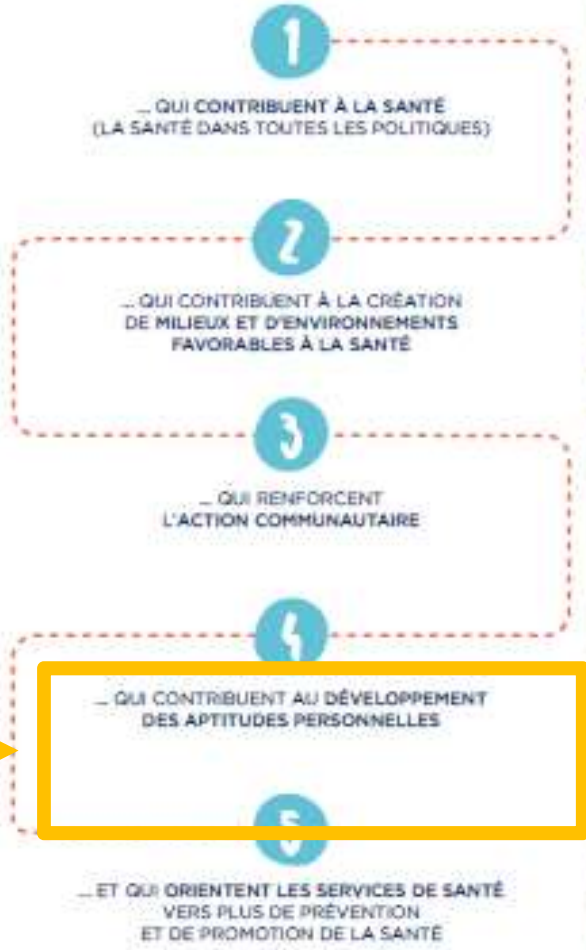 1
... QUI CONTRIBUENT À LA SANTÉ
(LA SANTÉ DANS TOUTES LES POLITIQUES)
2
... QUI CONTRIBUENT À LA CRÉATION
DE MILIEUX ET D'ENVIRONNEMENTS
FAVORABLES À LA SANTÉ
3
... QUI RENFORCENT
L'ACTION COMMUNAUTAIRE
4
... QUI CONTRIBUENT AU DÉVELOPPEMENT
DES APTITUDES PERSONNELLES
5
... ET QUI ORIENTENT LES SERVICES DE SANTÉ
VERS PLUS DE PRÉVENTION
ET DE PROMOTION DE LA SANTÉ